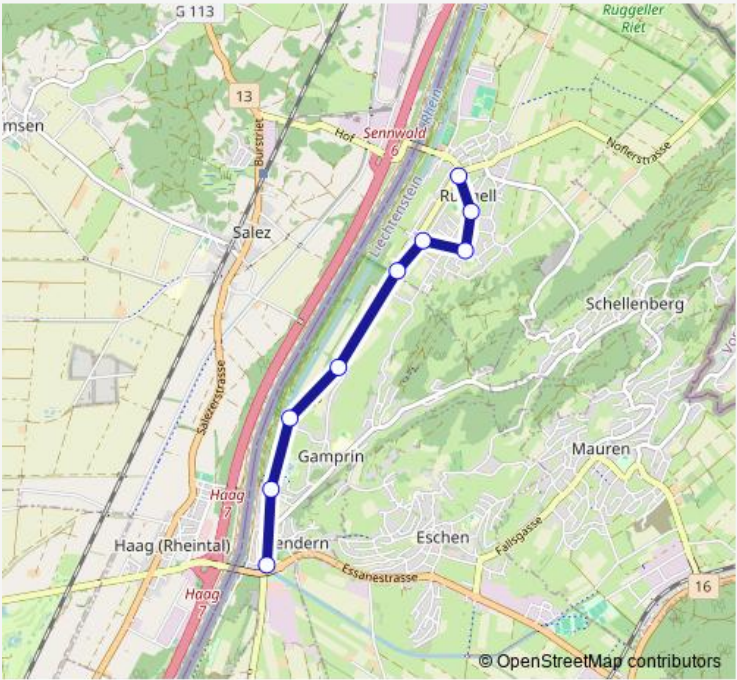 G 113
Ruggeller
Riet
13
msen
Sennwald
6
Hof
Rhein
Burstriet
Noflerstrasse
Liechtenstein
Salez
Schellenberg
Salezerstrasse
Mauren
Gamprin
Haag
7
Haag (Rheintal)
endern
Eschen
Fallsgasse
Essanestrasse
Haag
7
16
© OpenStreetMap contributors